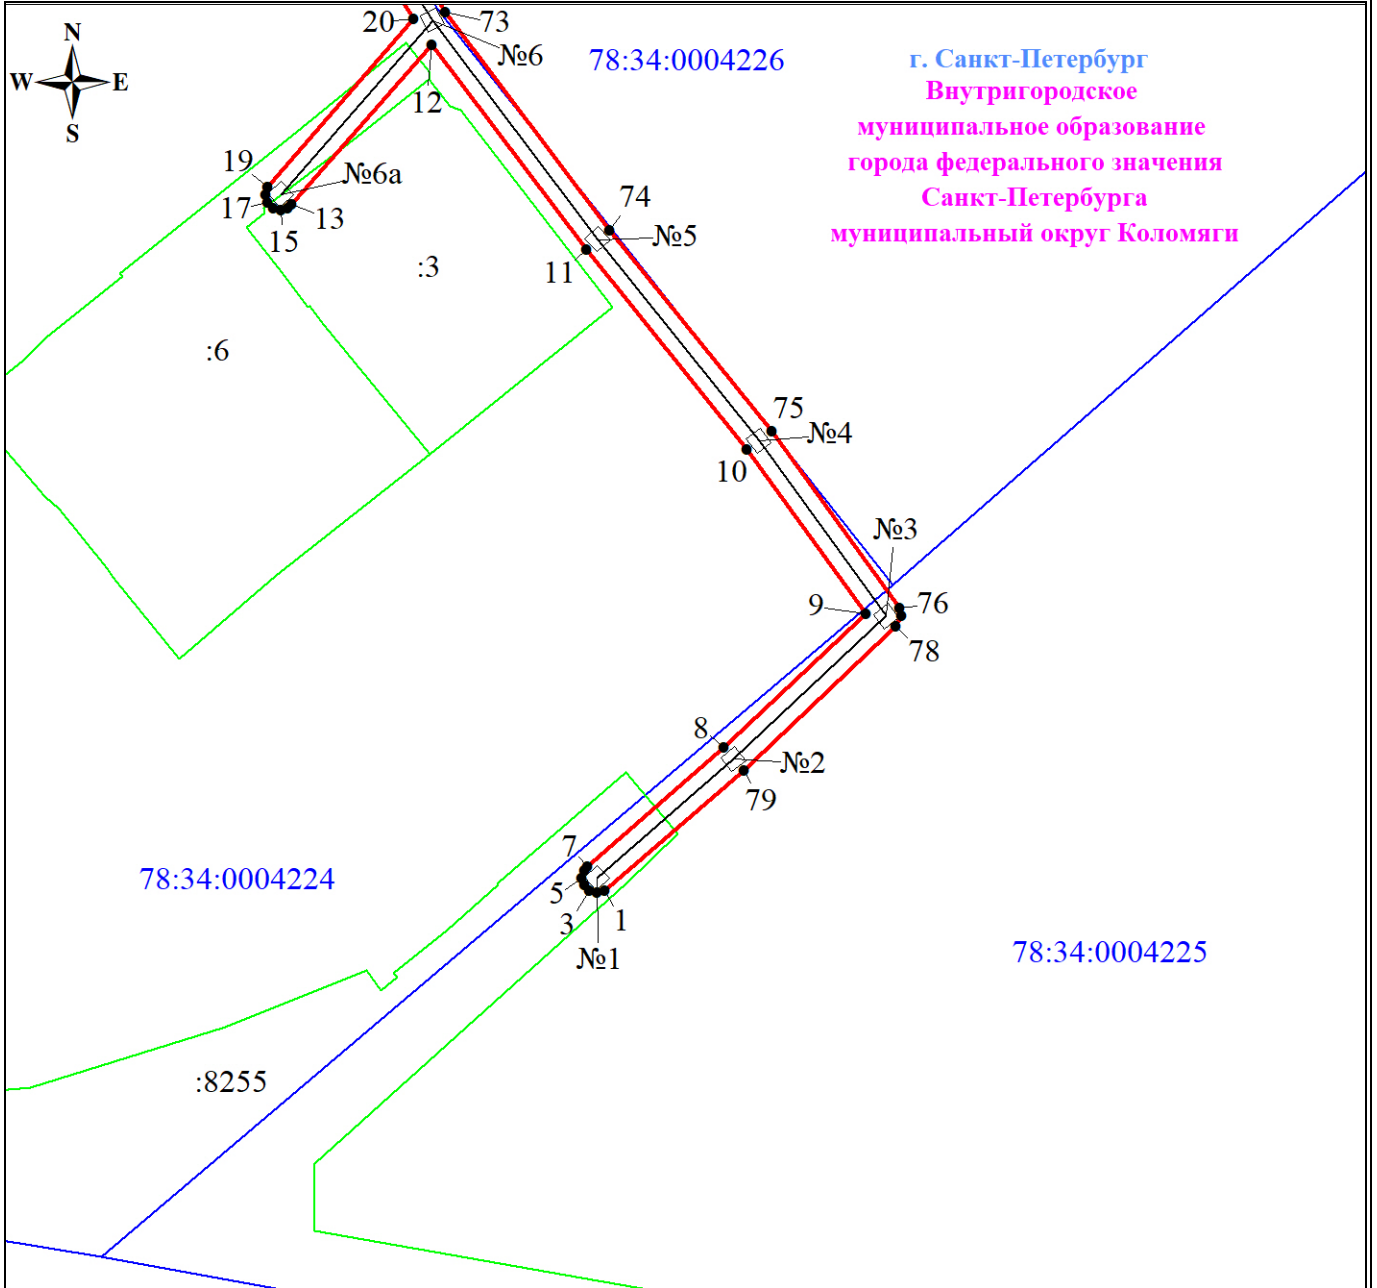 20
73
N
№6
78:34:0004226
г. Санкт-Петербург
Внутригородское
муниципальное образование
города федерального значения
Санкт-Петербурга
муниципальный округ Коломяги
W
E
S
12
19
№6а
17
13
15
74
№5
11
:3
:6
75
№4
10
№3
9
76
78
8
№2
79
7
5
3
1
№1
78:34:0004224
78:34:0004225
:8255